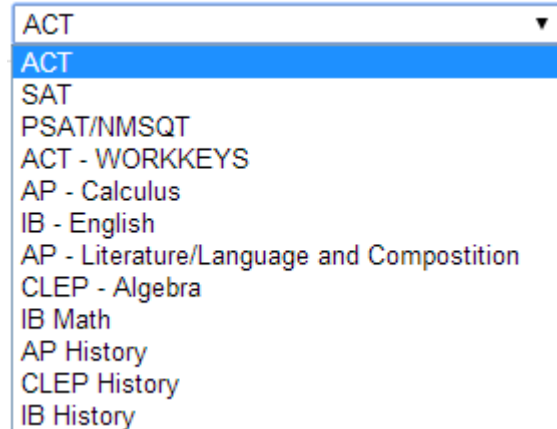 ACT
ACT
SAT
PSAT/NMSQT
ACT - WORKKEYS
AP - Calculus
IB - English
AP - Literature/Language and Compostition
CLEP - Algebra
IB Math
AP History
CLEP History
IB History